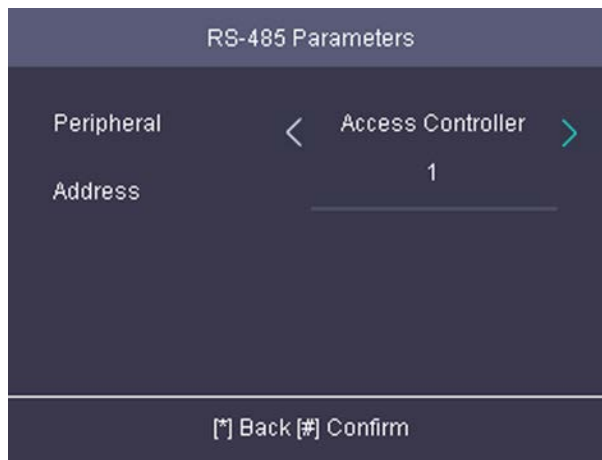 RS-485 Parameters
Peripheral < Access Controller >
Address 1
[*] Back [#] Confirm